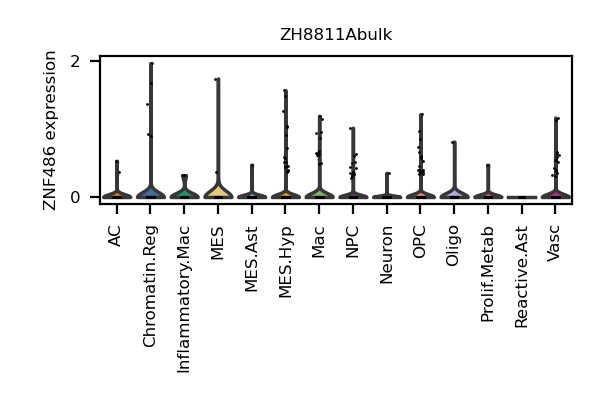 ZH8811Abulk
ZNF486 expression
2
0
AC
Chromatin.Reg
Inflammatory.Mac
MES
MES.Ast
MES.Hyp
Mac
NPC
Neuron
OPC
Oligo
Prolif.Metab
Reactive.Ast
Vasc